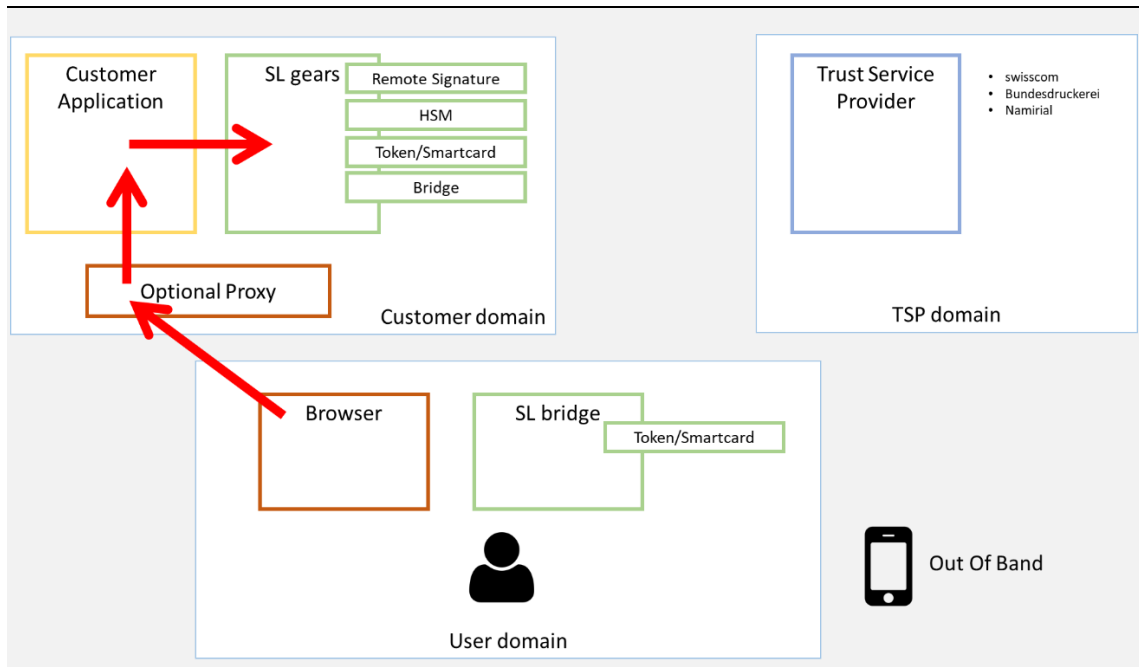 Customer
Application
SL gears
Remote Signature
HSM
Token/Smartcard
Bridge
Optional Proxy
Customer domain
Trust Service
Provider
• swisscom
• Bundesdruckerei
• Namirial
TSP domain
Browser
SL bridge
Token/Smartcard
User domain
Out Of Band